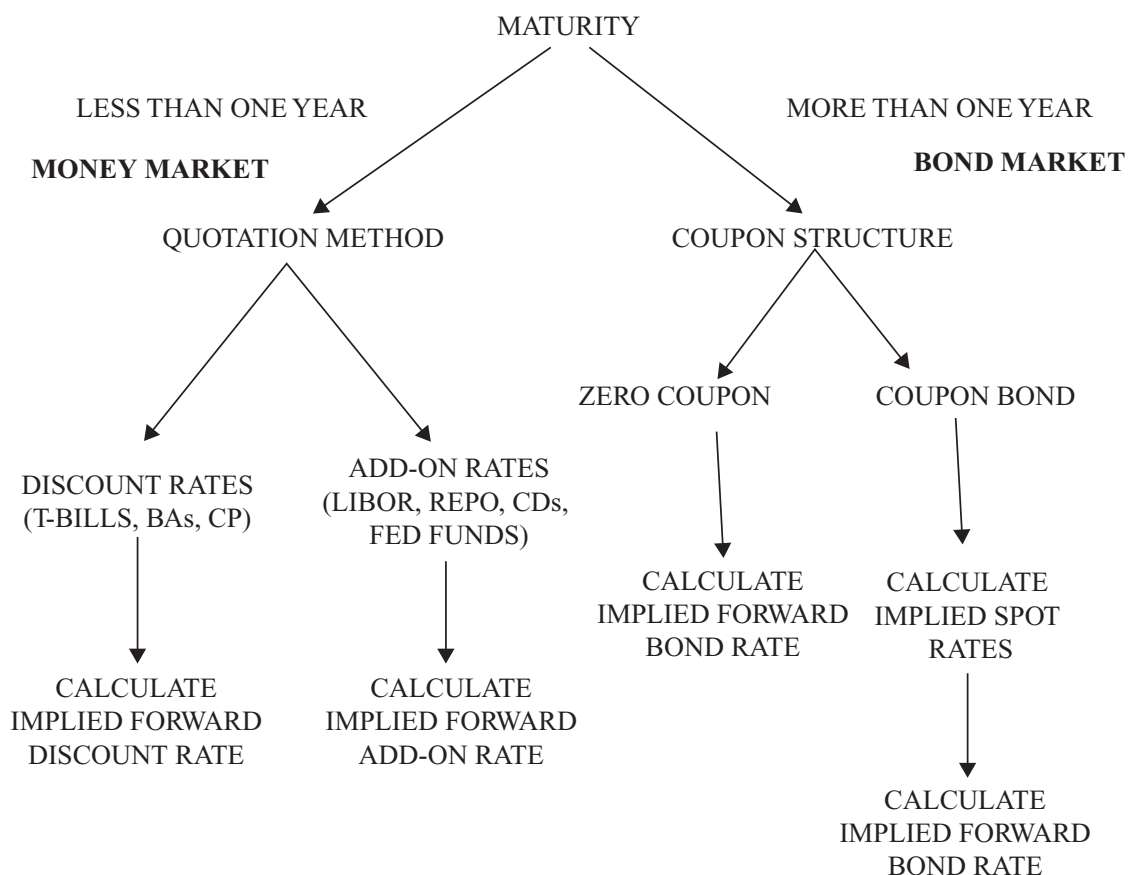 MATURITY
LESS THAN ONE YEAR
MORE THAN ONE YEAR
MONEY MARKET
BOND MARKET
QUOTATION METHOD
COUPON STRUCTURE
ZERO COUPON
COUPON BOND
DISCOUNT RATES
(T-BILLS, BAs, CP)
ADD-ON RATES
(LIBOR, REPO, CDs,
FED FUNDS)
CALCULATE
IMPLIED FORWARD
BOND RATE
CALCULATE
IMPLIED SPOT
RATES
CALCULATE
IMPLIED FORWARD
DISCOUNT RATE
CALCULATE
IMPLIED FORWARD
ADD-ON RATE
CALCULATE
IMPLIED FORWARD
BOND RATE